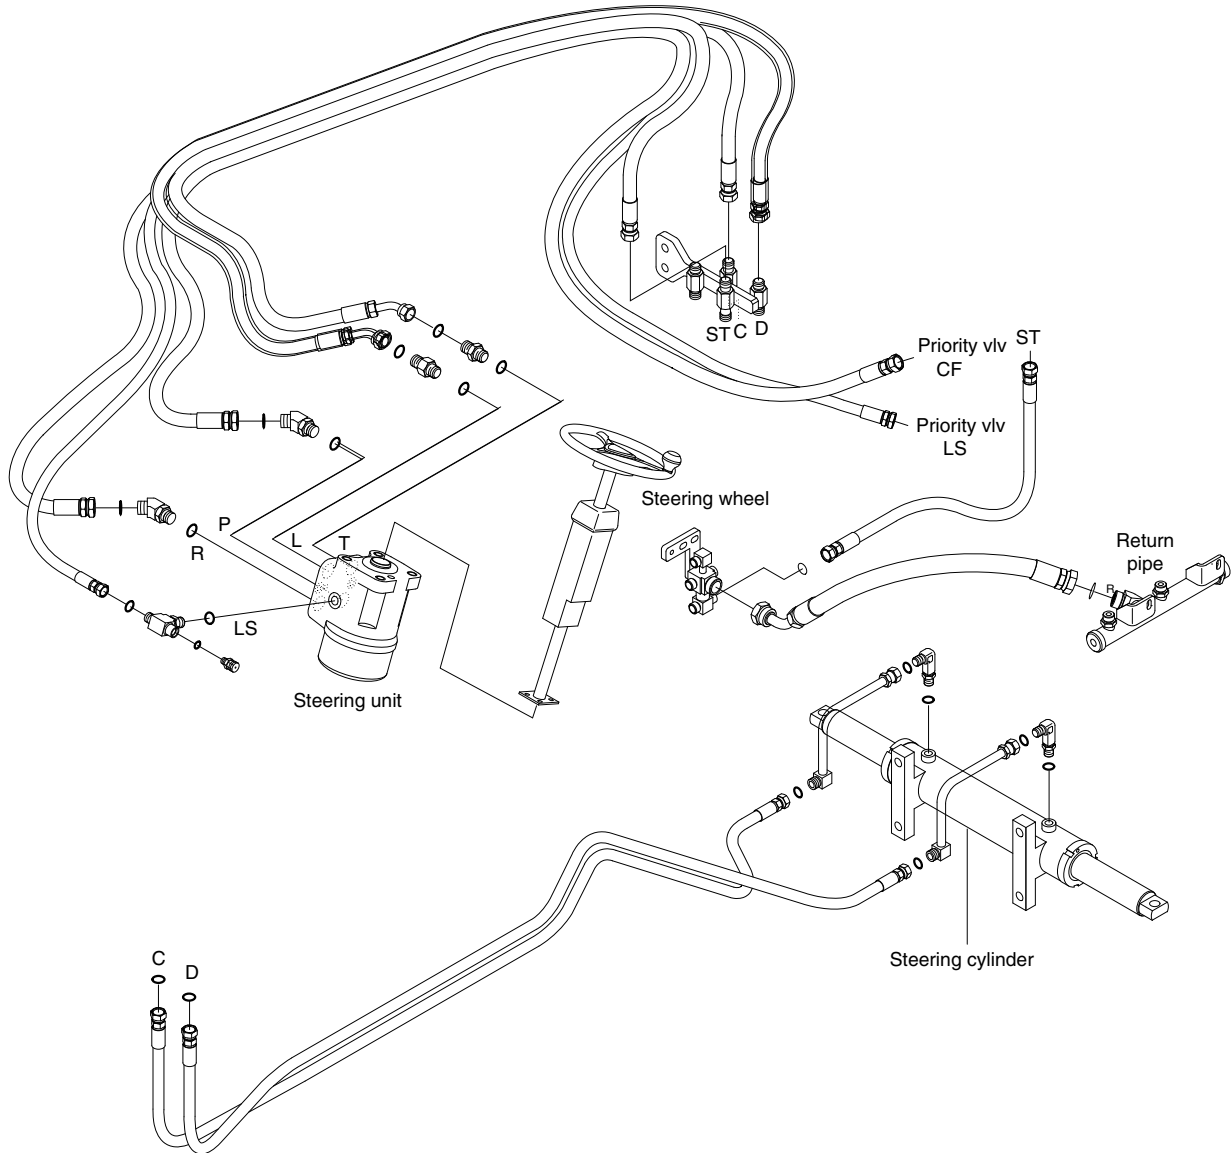 ST C D
Priority vlv
CF
ST
Priority vlv
LS
Steering wheel
P
R
L
T
LS
Steering unit
Return
pipe
R
Steering cylinder
C
D